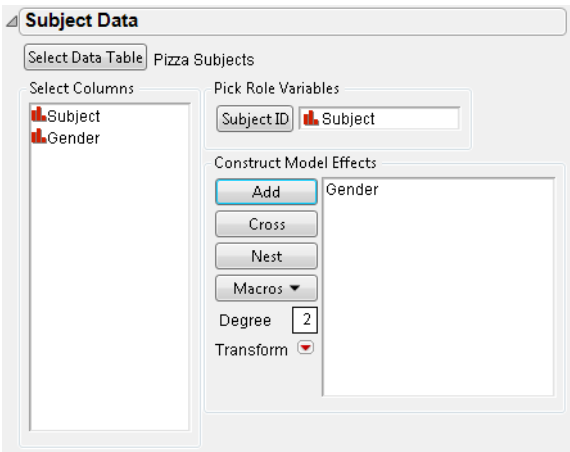 Subject Data
Select Data Table Pizza Subjects
Select Columns
Subject
Gender
Pick Role Variables
Subject ID Subject
Construct Model Effects
Add
Cross
Nest
Macros
Degree 2
Transform
Gender